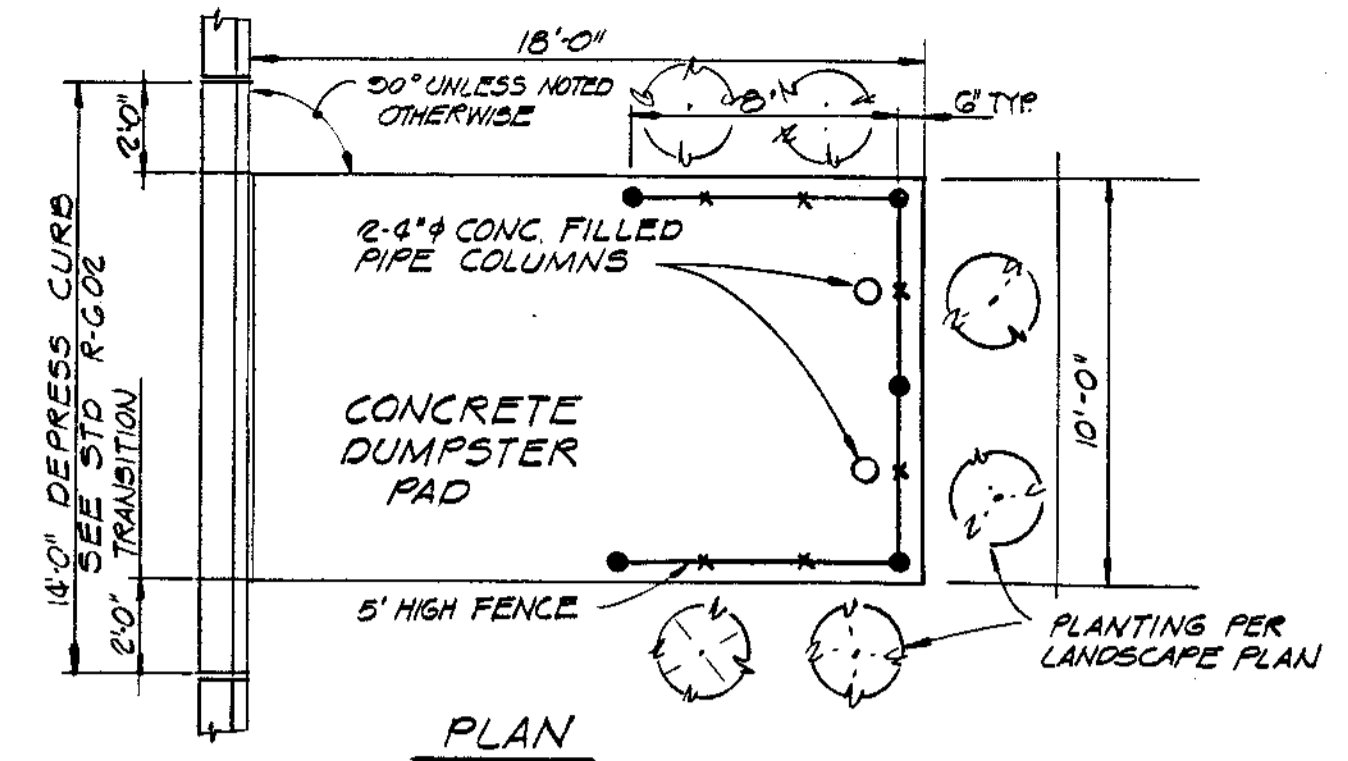 18'-0"
90° UNLESS NOTED
OTHERWISE
8'
6" TYP.
2'-0"
2-4"φ CONC. FILLED
PIPE COLUMNS
14'-0" DEPRESS CURB
SEE STD R-6.02
TRANSITION
CONCRETE
DUMPSTER
PAD
10'-0"
2'-0"
5' HIGH FENCE
PLANTING PER
LANDSCAPE PLAN
PLAN